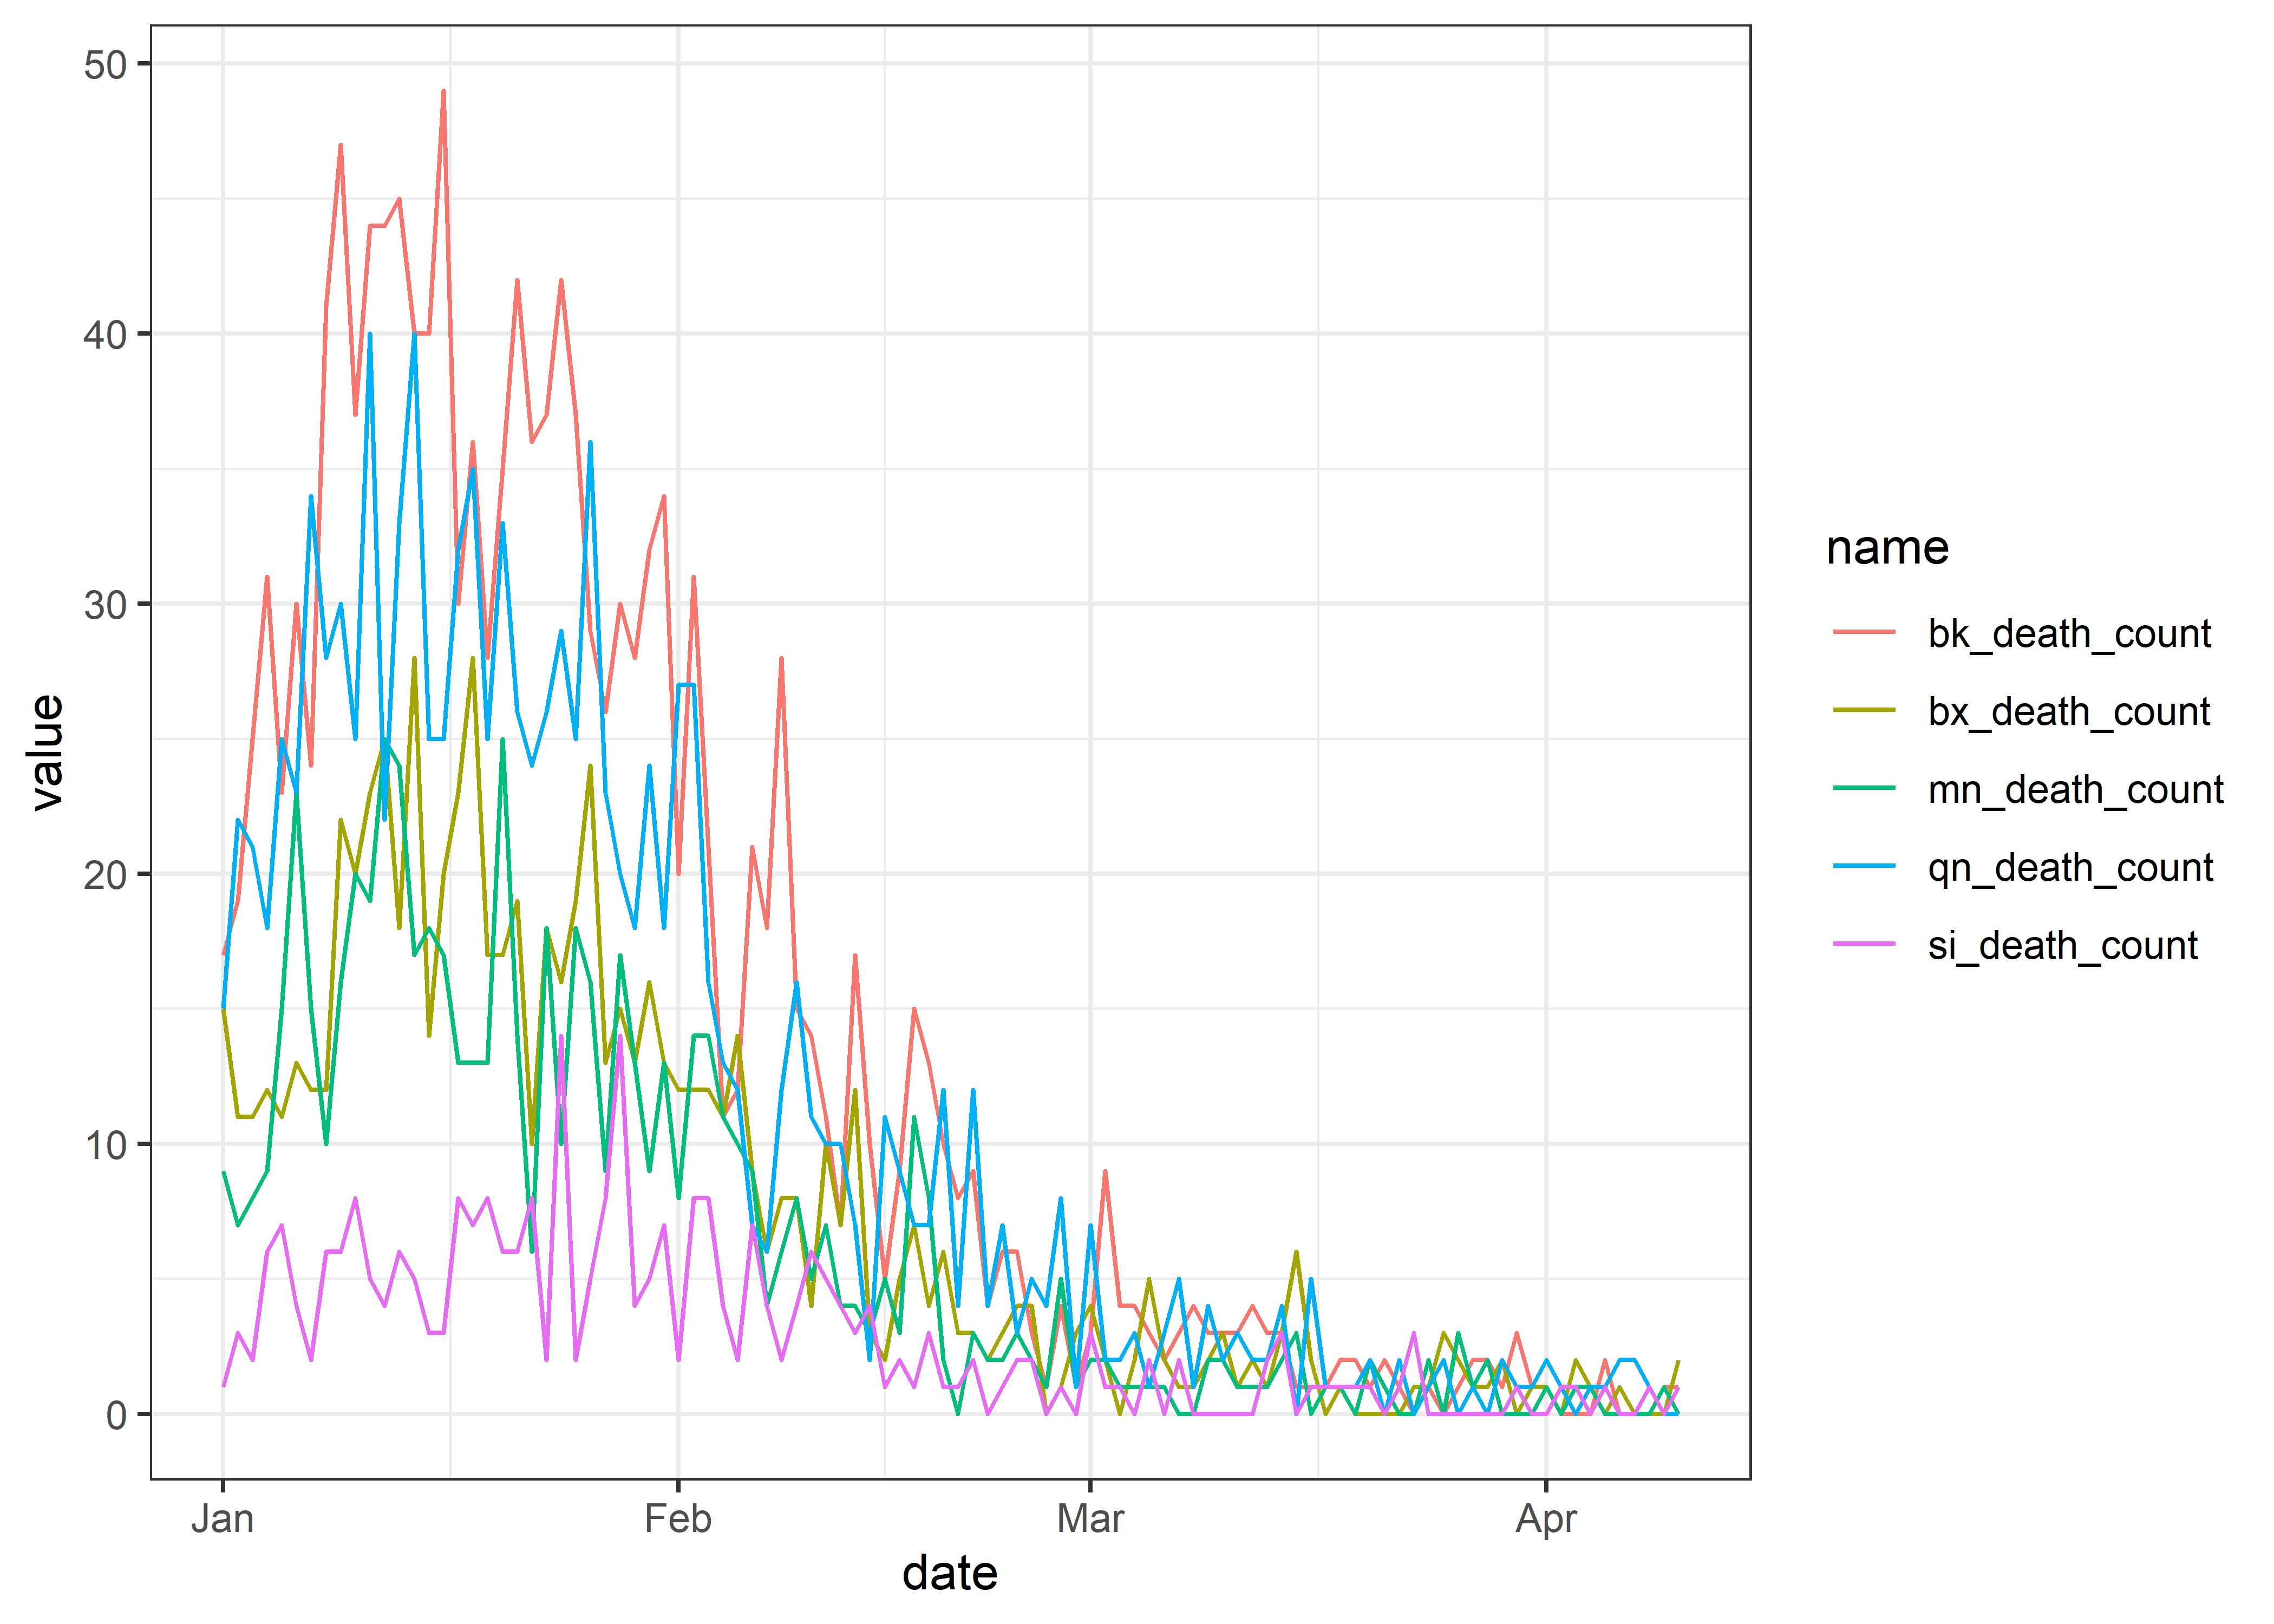 value
50
40
30
20
10
0
Jan Feb Mar Apr
date
name
bk_death_count
bx_death_count
mn_death_count
qn_death_count
si_death_count